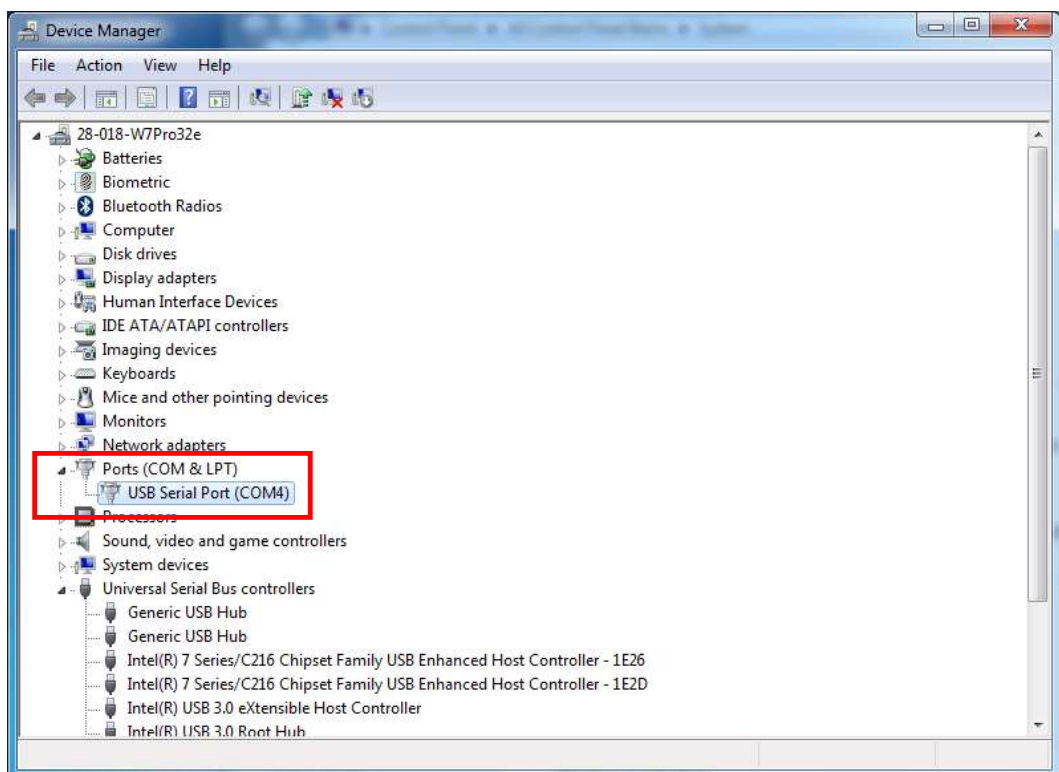 Device Manager
File Action View Help
28-018-W7Pro32e
Batteries
Biometric
Bluetooth Radios
Computer
Disk drives
Display adapters
Human Interface Devices
IDE ATA/ATAPI controllers
Imaging devices
Keyboards
Mice and other pointing devices
Monitors
Network adapters
Ports (COM & LPT)
USB Serial Port (COM4)
Processors
Sound, video and game controllers
System devices
Universal Serial Bus controllers
Generic USB Hub
Generic USB Hub
Intel(R) 7 Series/C216 Chipset Family USB Enhanced Host Controller - 1E26
Intel(R) 7 Series/C216 Chipset Family USB Enhanced Host Controller - 1E2D
Intel(R) USB 3.0 eXtensible Host Controller
Intel(R) USB 3.0 Root Hub